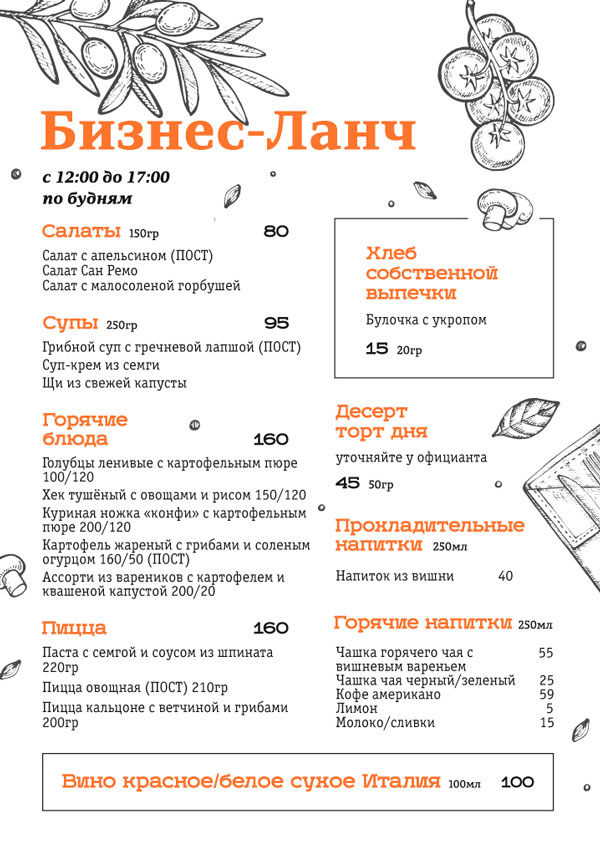 Бизнес-Ланч
с 12:00 до 17:00
по будням
Салаты 150гр 80
Салат с апельсином (ПОСТ)
Салат Сан Ремо
Салат с малосоленой горбушей
Супы 250гр 95
Грибной суп с гречневой лапшой (ПОСТ)
Суп-крем из семги
Щи из свежей капусты
Горячие
блюда 160
Голубцы ленивые с картофельным пюре
100/120
Хек тушёный с овощами и рисом 150/120
Куриная ножка «конфи» с картофельным
пюре 200/120
Картофель жареный с грибами и соленым
огурцом 160/50 (ПОСТ)
Ассорти из вареников с картофелем и
квашеной капустой 200/20
Пицца 160
Паста с семгой и соусом из шпината
220гр
Пицца овощная (ПОСТ) 210гр
Пицца кальцоне с ветчиной и грибами
200гр
Хлеб
собственной
выпечки
Булочка с укропом
15 20гр
Десерт
торт дня
уточняйте у официанта
45 50гр
Прохладительные
напитки 250мл
Напиток из вишни 40
Горячие напитки 250мл
Чашка горячего чая с 55
вишневым вареньем
Чашка чая черный/зеленый 25
Кофе американо 59
Лимон 5
Молоко/сливки 15
Вино красное/белое сухое Италия 100мл 100